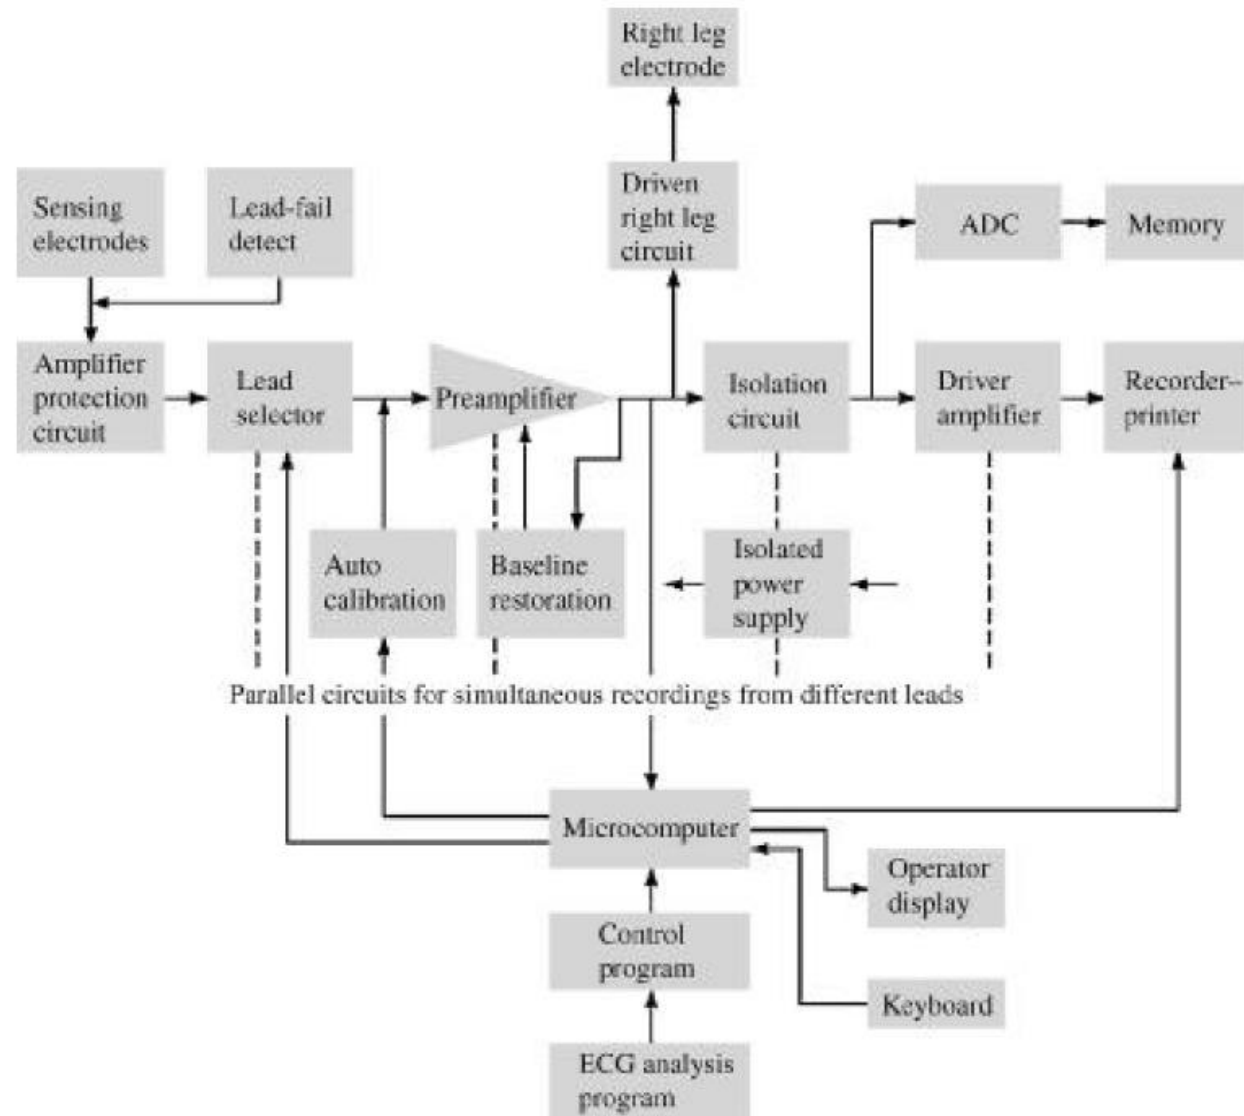 Right leg
electrode
Sensing
electrodes
Lead-fail
detect
Driven
right leg
circuit
ADC
Memory
Amplifier
protection
circuit
Lead
selector
Preamplifier
Isolation
circuit
Driver
amplifier
Recorder–
printer
Auto
calibration
Baseline
restoration
Isolated
power
supply
Parallel circuits for simultaneous recordings from different leads
Microcomputer
Operator
display
Control
program
Keyboard
ECG analysis
program